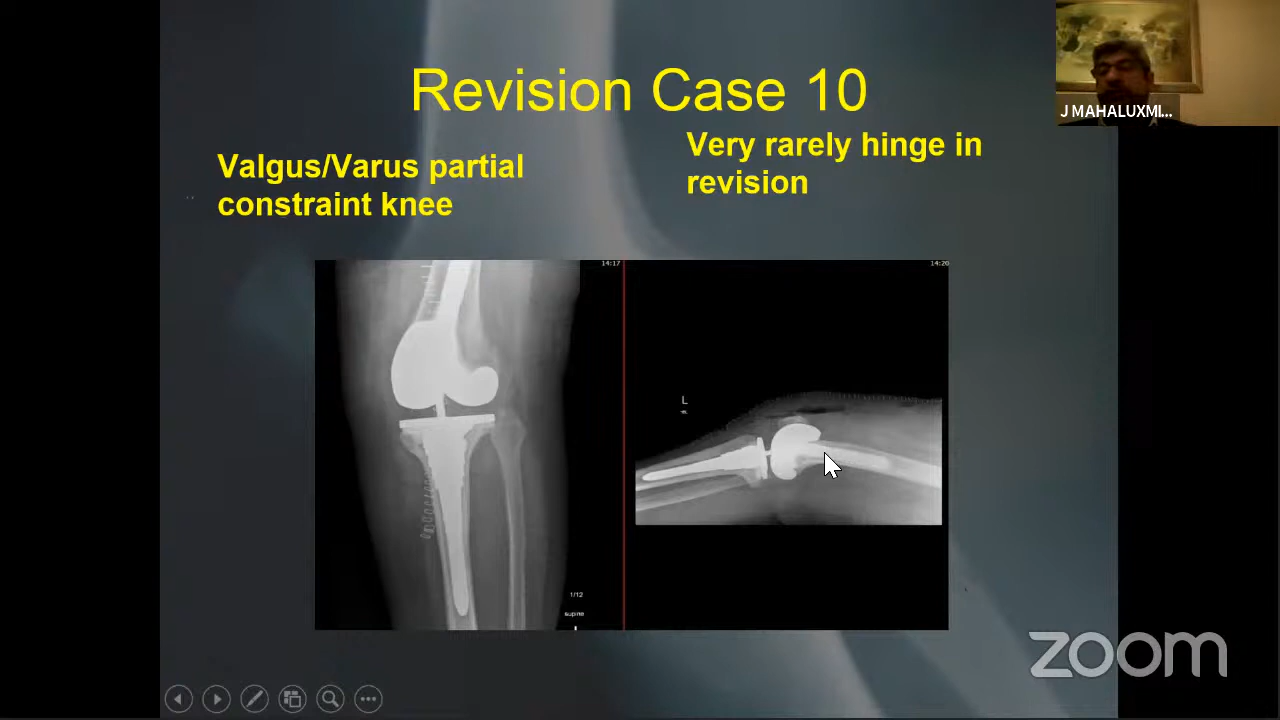 Revision Case 10
J MAHALUXMI...
Valgus/Varus partial
constraint knee
Very rarely hinge in
revision
14:17
14:20
L
1/12
supine
zoom